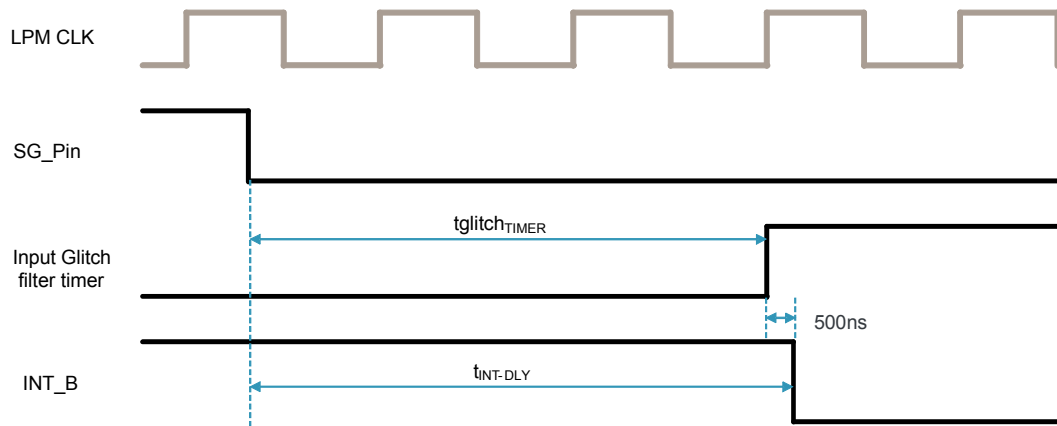 LPM CLK
SG_Pin
tglitchTIMER
Input Glitch
filter timer
500ns
INT_B
tINT-DLY